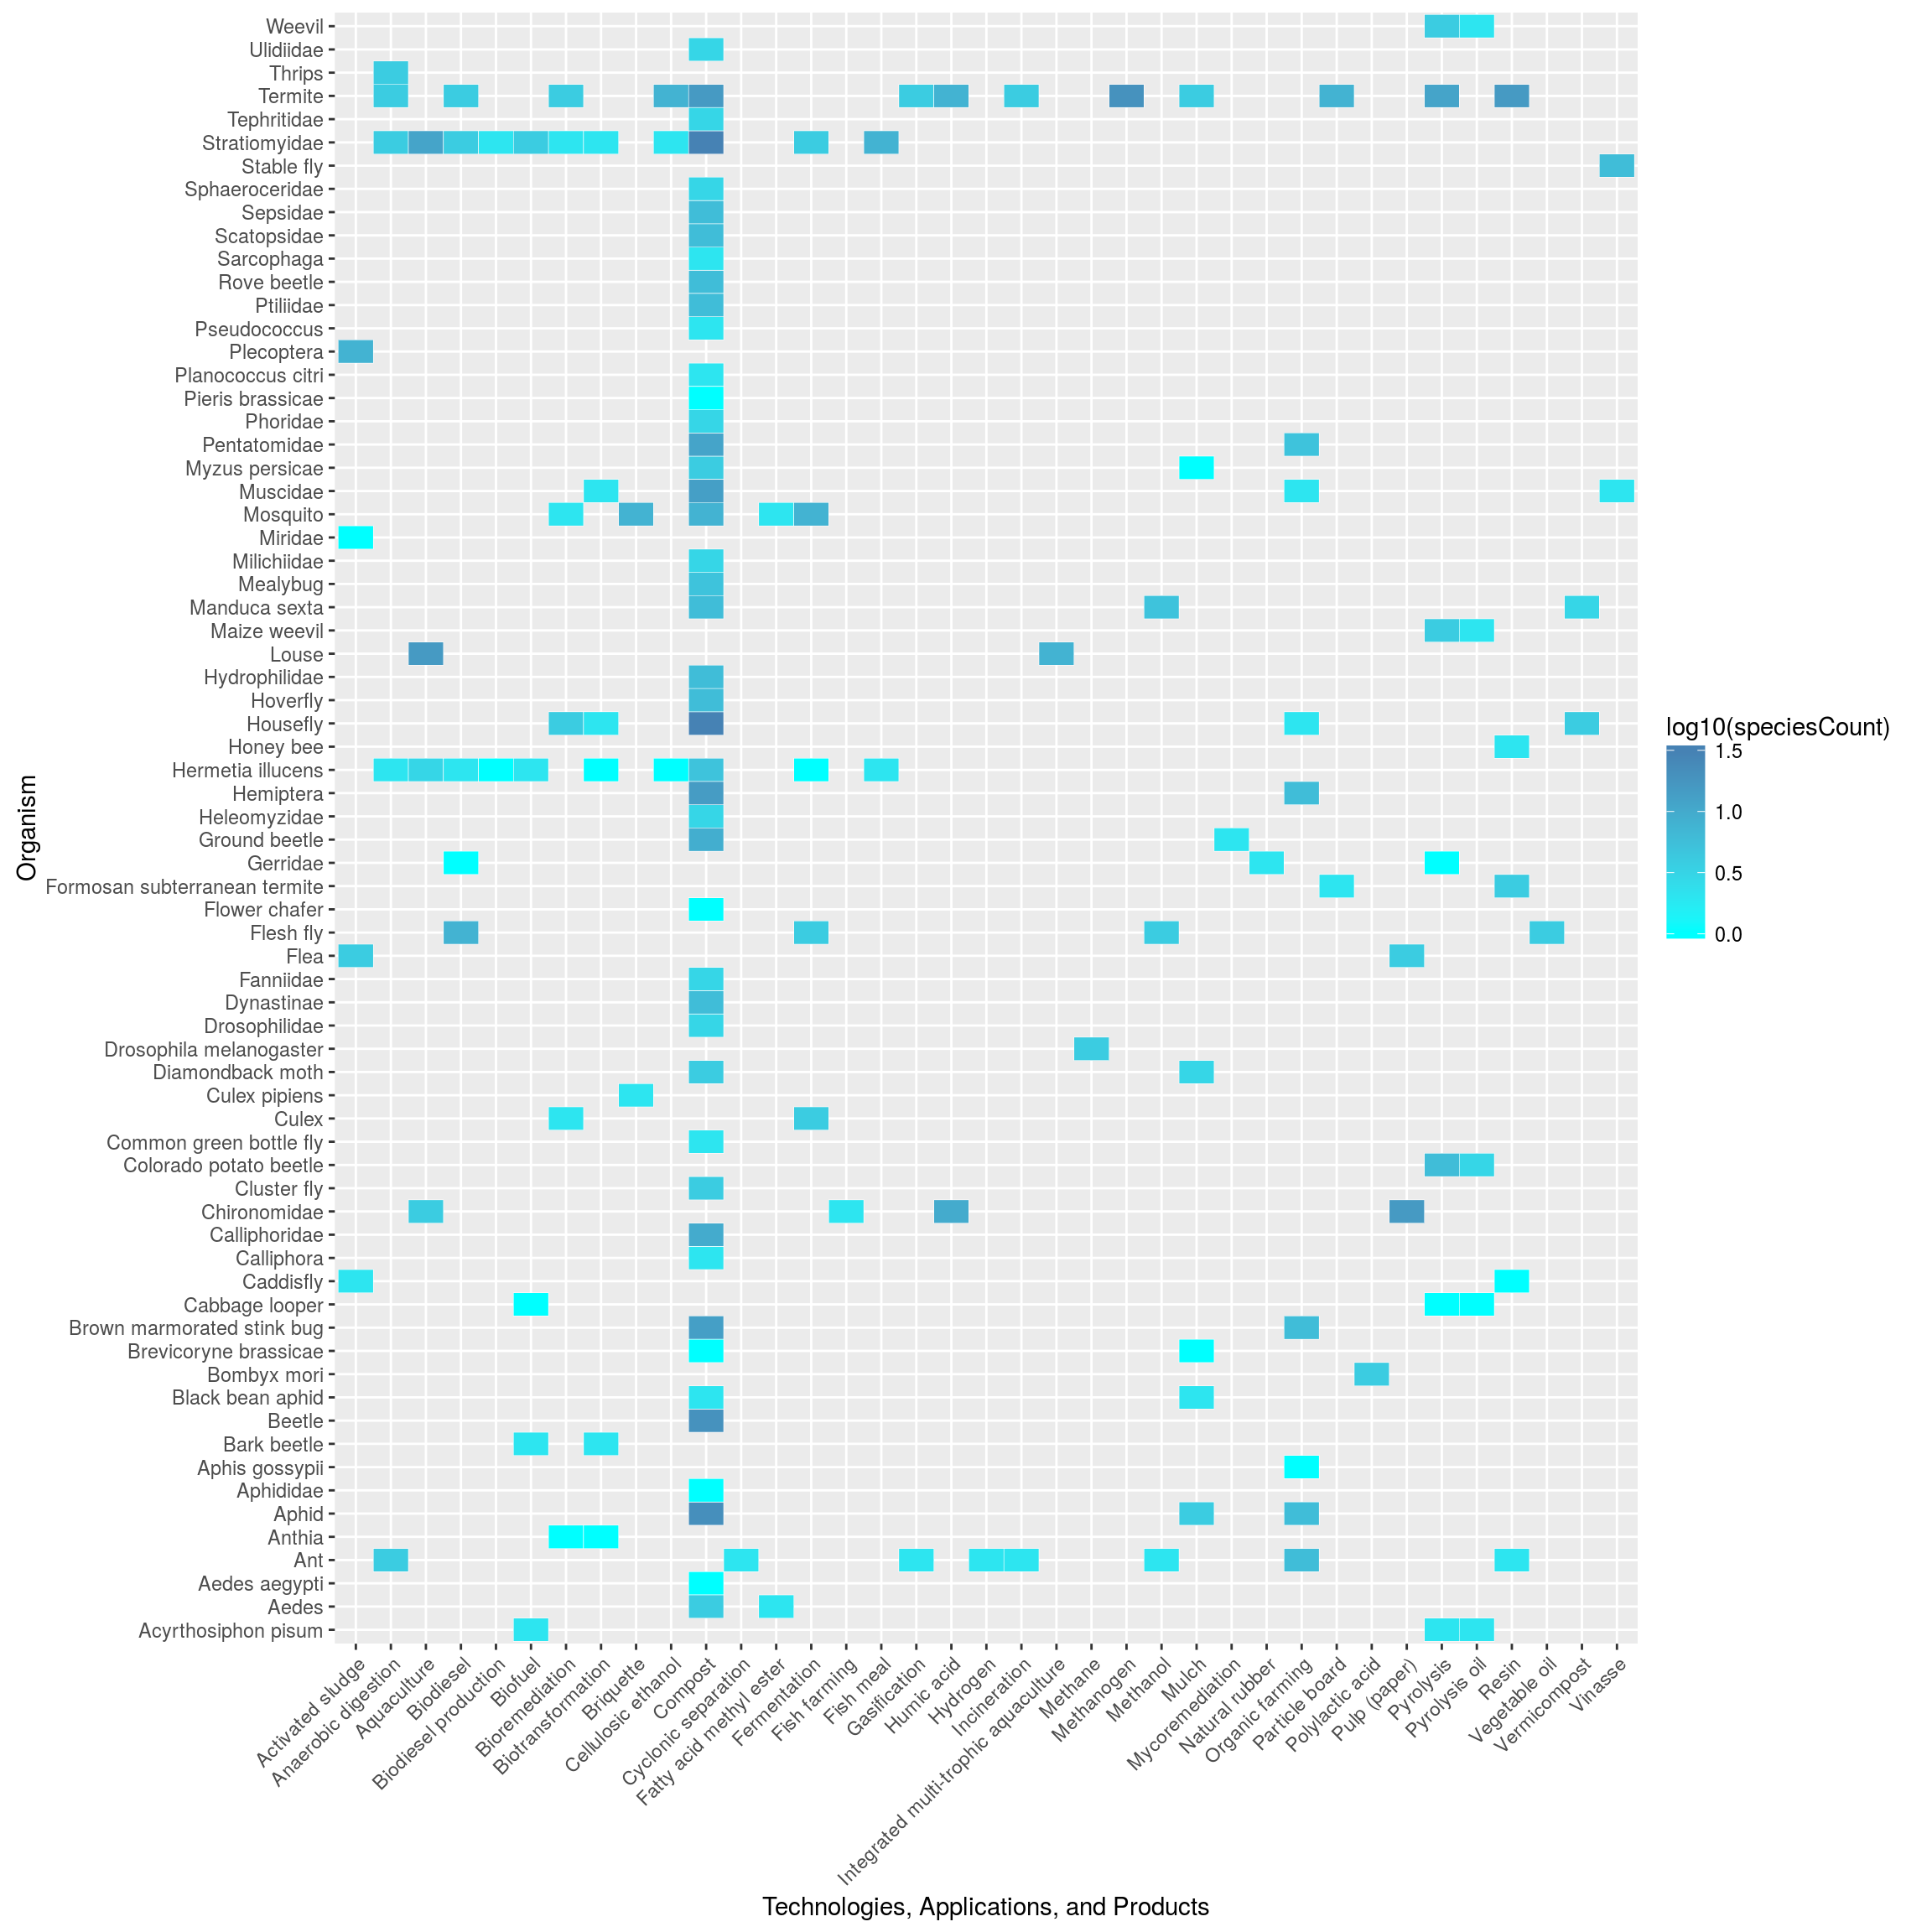 Weevil
Ulidiidae
Thrips
Termite
Tephritidae
Stratiomyidae
Stable fly
Sphaeroceridae
Sepsidae
Scatopsidae
Sarcophaga
Rove beetle
Ptiliidae
Pseudococcus
Plecoptera
Planococcus citri
Pieris brassicae
Phoridae
Pentatomidae
Myzus persicae
Muscidae
Mosquito
Miridae
Milichiidae
Mealybug
Manduca sexta
Maize weevil
Louse
Hydrophilidae
Hoverfly
Housefly
Honey bee
Hermetia illucens
Hemiptera
Heleomyzidae
Ground beetle
Gerridae
Formosan subterranean termite
Flower chafer
Flesh fly
Flea
Fanniidae
Dynastinae
Drosophilidae
Drosophila melanogaster
Diamondback moth
Culex pipiens
Culex
Common green bottle fly
Colorado potato beetle
Cluster fly
Chironomidae
Calliphoridae
Calliphora
Caddisfly
Cabbage looper
Brown marmorated stink bug
Brevicoryne brassicae
Bombyx mori
Black bean aphid
Beetle
Bark beetle
Aphis gossypii
Aphididae
Aphid
Anthia
Ant
Aedes aegypti
Aedes
Acyrthosiphon pisum
Organism
Activated sludge
Anaerobic digestion
Aquaculture
Biodiesel
Biodiesel production
Biofuel
Bioremediation
Biotransformation
Briquette
Cellulosic ethanol
Compost
Cyclonic separation
Fatty acid methyl ester
Fermentation
Fish farming
Fish meal
Gasification
Humic acid
Hydrogen
Incineration
Integrated multi-trophic aquaculture
Methane
Methanogen
Methanol
Mulch
Mycoremediation
Natural rubber
Organic farming
Particle board
Polylactic acid
Pulp (paper)
Pyrolysis
Pyrolysis oil
Resin
Vegetable oil
Vermicompost
Vinasse
Technologies, Applications, and Products
log10(speciesCount)
1.5
1.0
0.5
0.0